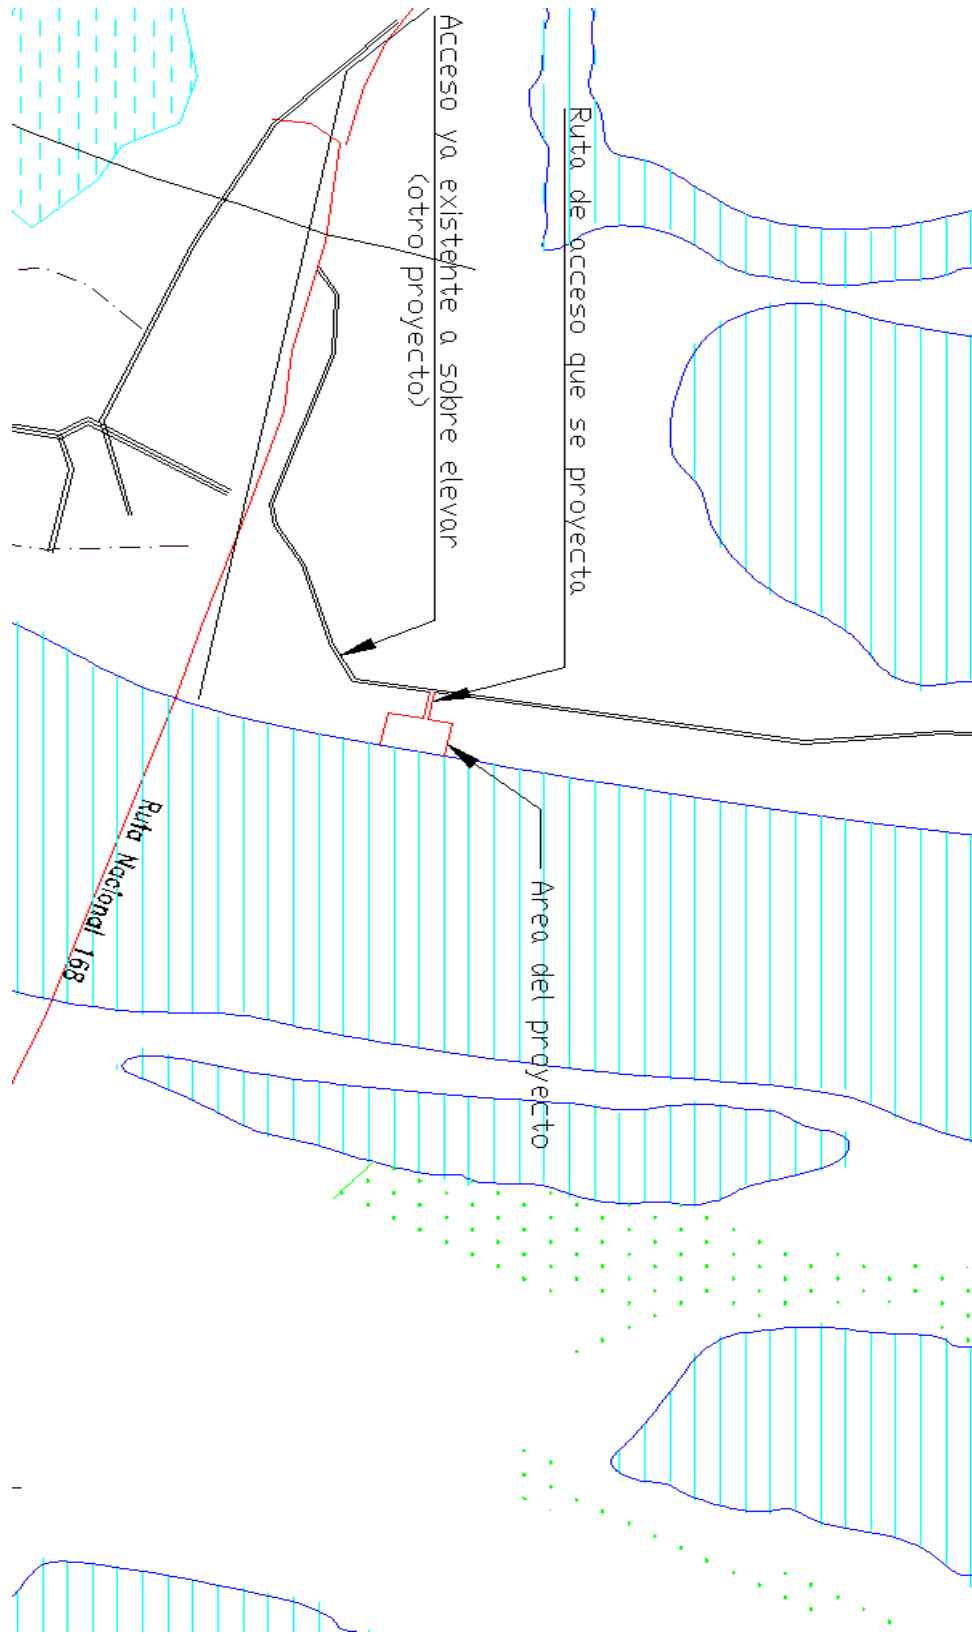 Ruta de acceso que se proyecta
Acceso ya existente a sobre elevar
(otro proyecto)
Area del proyecto
Ruta Nacional 168